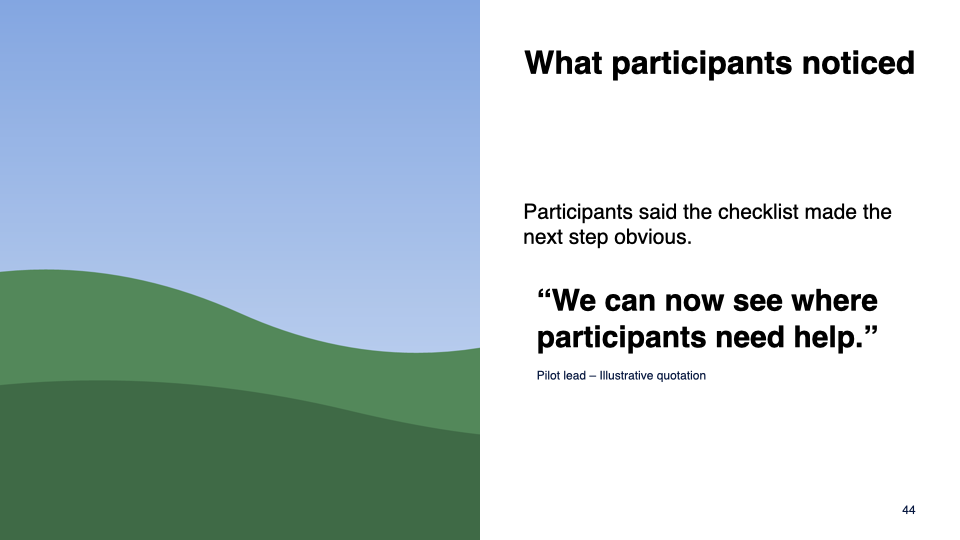 What participants noticed
Participants said the checklist made the
next step obvious.
“We can now see where
participants need help.”
Pilot lead – Illustrative quotation
44